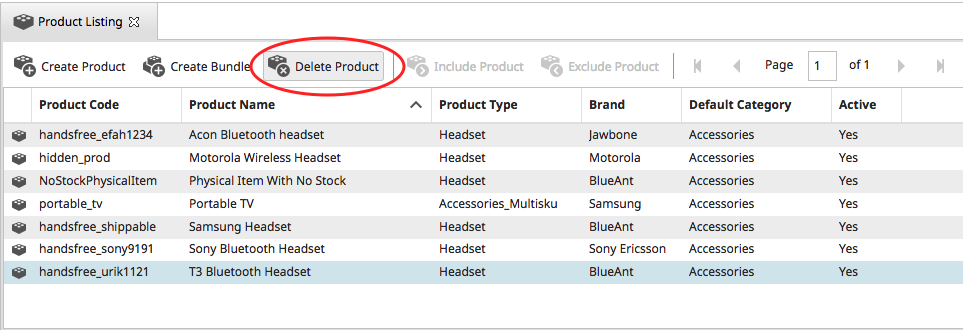 Product Listing
Create Product Create Bundle Delete Product Include Product Exclude Product Page 1 of 1
Product Code Product Name Product Type Brand Default Category Active
handsfree_efah1234 Acon Bluetooth headset Headset Jawbone Accessories Yes
hidden_prod Motorola Wireless Headset Headset Motorola Accessories Yes
NoStockPhysicalItem Physical Item With No Stock Headset BlueAnt Accessories Yes
portable_tv Portable TV Accessories_Multisku Samsung Accessories Yes
handsfree_shippable Samsung Headset Headset BlueAnt Accessories Yes
handsfree_sony9191 Sony Bluetooth Headset Headset Sony Ericsson Accessories Yes
handsfree_urik1121 T3 Bluetooth Headset Headset BlueAnt Accessories Yes